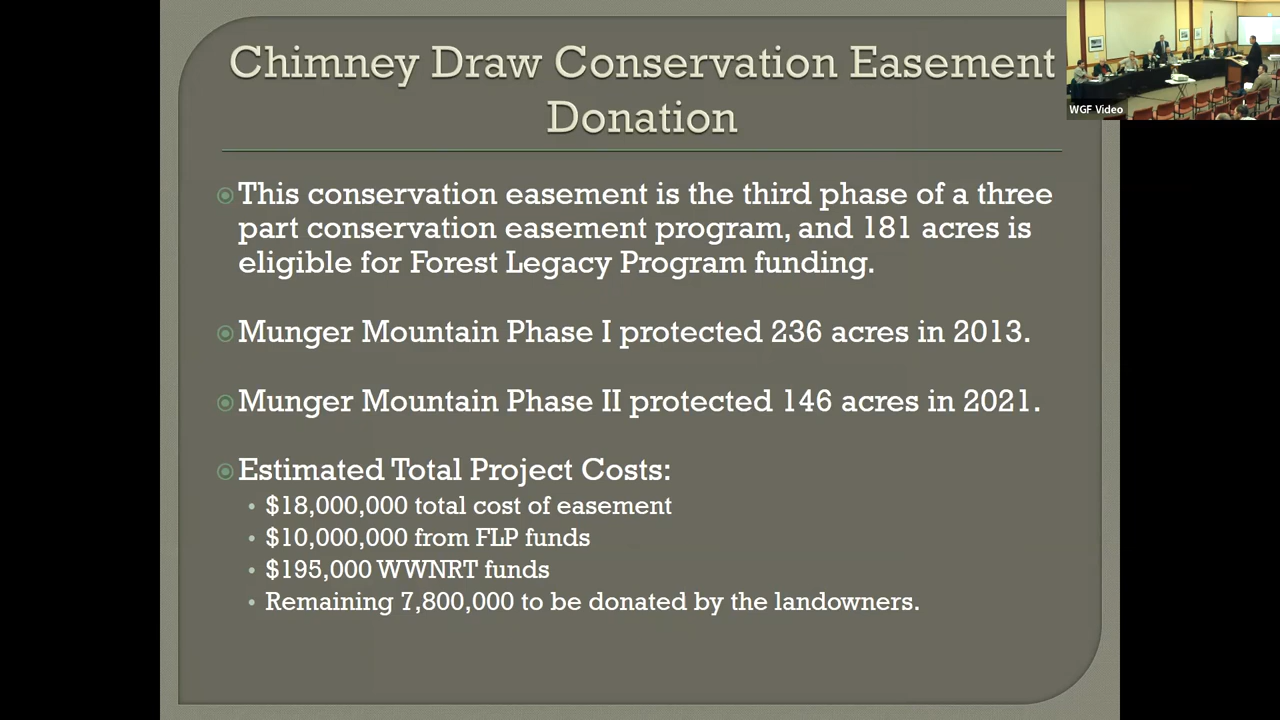 Chimney Draw Conservation Easement
Donation
WGF Video
This conservation easement is the third phase of a three
part conservation easement program, and 181 acres is
eligible for Forest Legacy Program funding.
Munger Mountain Phase I protected 236 acres in 2013.
Munger Mountain Phase II protected 146 acres in 2021.
Estimated Total Project Costs:
• $18,000,000 total cost of easement
• $10,000,000 from FLP funds
• $195,000 WWNRT funds
• Remaining 7,800,000 to be donated by the landowners.